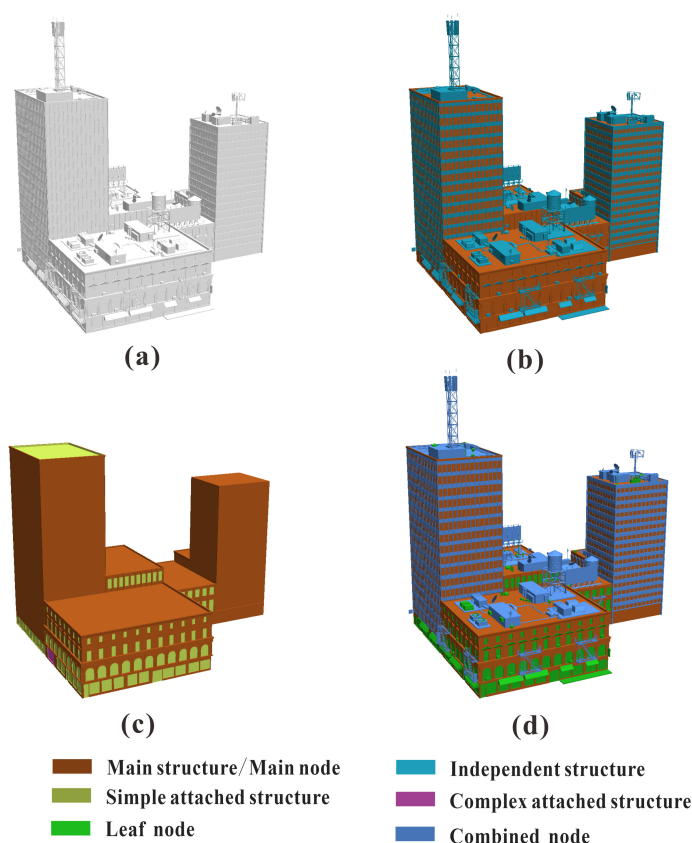 (a)
(b)
(c)
(d)
Main structure/Main node
Simple attached structure
Leaf node
Independent structure
Complex attached structure
Combined node